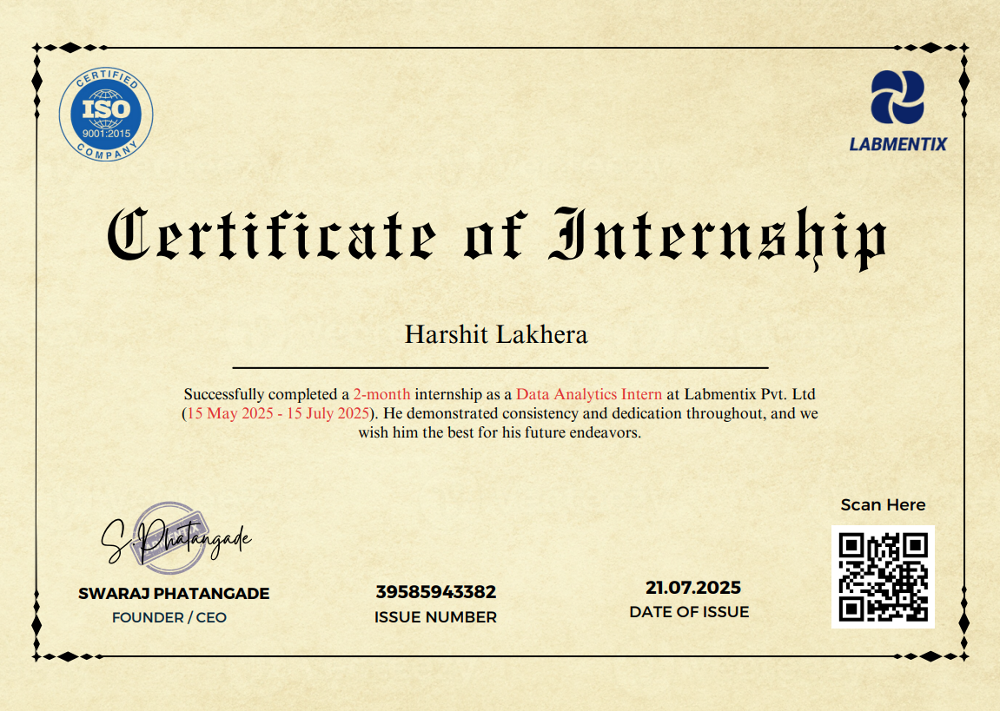 CERTIFIED
ISO
9001:2015
COMPANY
LABMENTIX
Certificate of Internship
Harshit Lakhera
Successfully completed a 2-month internship as a Data Analytics Intern at Labmentix Pvt. Ltd
(15 May 2025 - 15 July 2025). He demonstrated consistency and dedication throughout, and we
wish him the best for his future endeavors.
Scan Here
S.Phatangade
LABMENTIX
SWARAJ PHATANGADE
FOUNDER / CEO
39585943382
ISSUE NUMBER
21.07.2025
DATE OF ISSUE